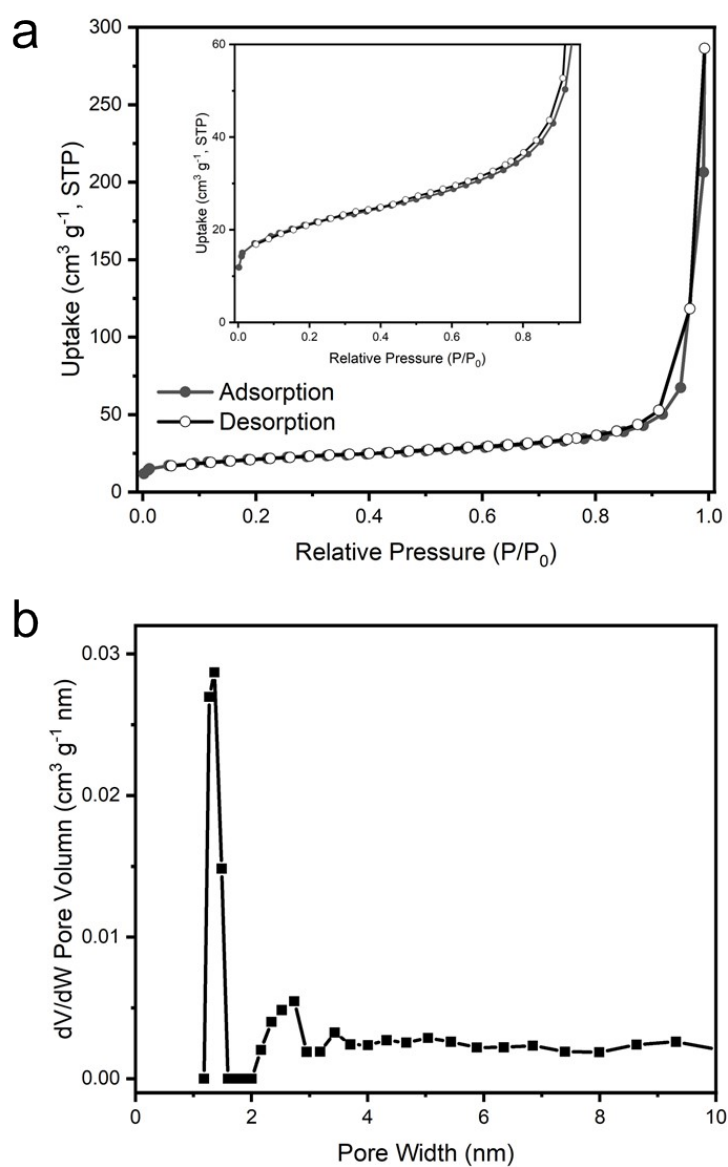 a
300
250
200
150
100
50
0
Uptake (cm³ g⁻¹, STP)
60
40
20
0
Uptake (cm³ g⁻¹, STP)
0.0 0.2 0.4 0.6 0.8
Relative Pressure (P/P₀)
Adsorption
Desorption
0.0 0.2 0.4 0.6 0.8 1.0
Relative Pressure (P/P₀)
b
0.03
0.02
0.01
0.00
dV/dW Pore Volumn (cm³ g⁻¹ nm)
0 2 4 6 8 10
Pore Width (nm)